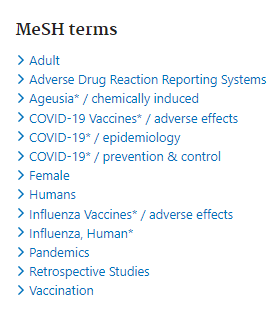 MeSH terms
Adult
Adverse Drug Reaction Reporting Systems
Ageusia* / chemically induced
COVID-19 Vaccines* / adverse effects
COVID-19* / epidemiology
COVID-19* / prevention & control
Female
Humans
Influenza Vaccines* / adverse effects
Influenza, Human*
Pandemics
Retrospective Studies
Vaccination